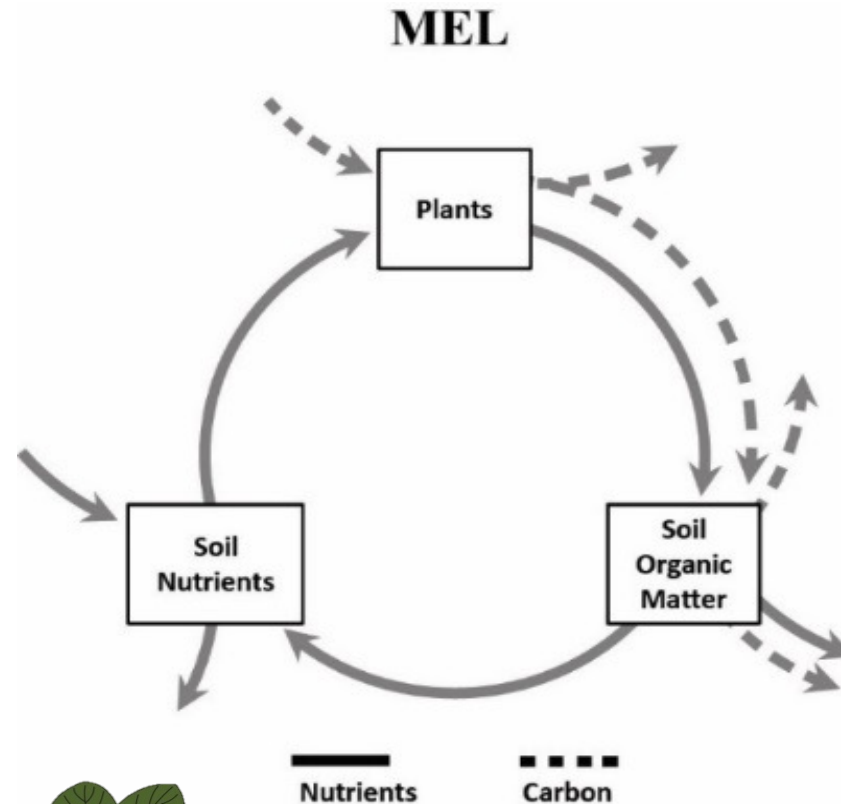 MEL
Plants
Soil
Nutrients
Soil
Organic
Matter
Nutrients
Carbon